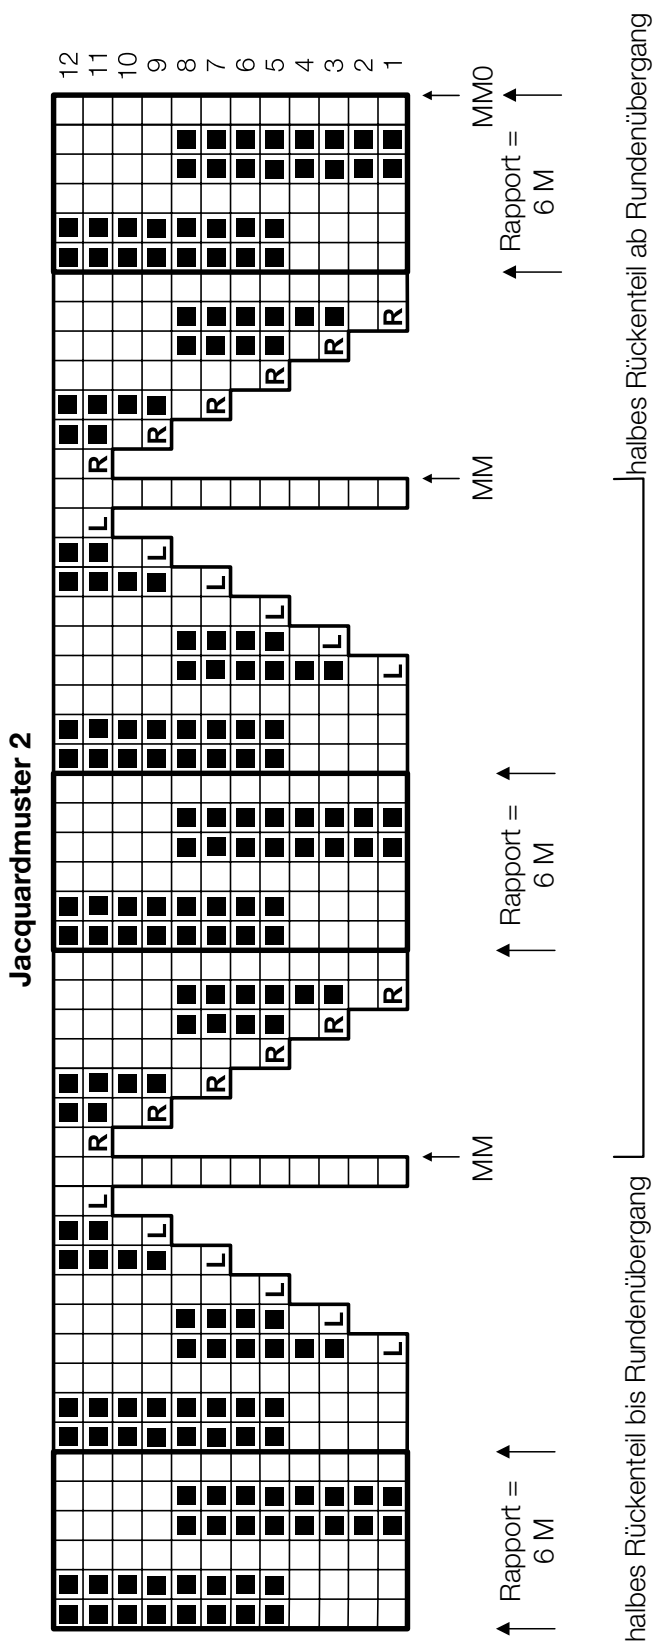 Jacquardmuster 2
12
L R L R 11
10
L R L R 9
8
L R L R 7
6
L R L R 5
4
L R L R 3
2
L R L R 1
MM MM MM0
Rapport =
6 M
Rapport =
6 M
Rapport =
6 M
halbes Rückenteil bis Rundenübergang
halbes Rückenteil ab Rundenübergang